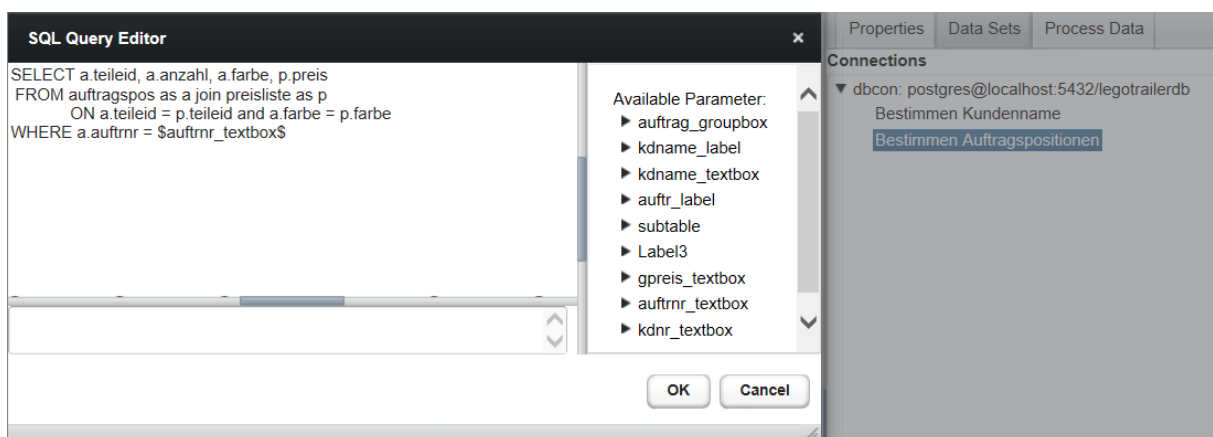 SQL Query Editor
×
SELECT a.teileid, a.anzahl, a.farbe, p.preis
FROM auftragspos as a join preisliste as p
ON a.teileid = p.teileid and a.farbe = p.farbe
WHERE a.auftrnr = $auftrnr_textbox$
Available Parameter:
auftrag_groupbox
kdname_label
kdname_textbox
auftr_label
subtable
Label3
gpreis_textbox
auftrnr_textbox
kdnr_textbox
OK Cancel
Properties Data Sets Process Data
Connections
dbcon: postgres@localhost:5432/legotrailerdb
Bestimmen Kundenname
Bestimmen Auftragspositionen